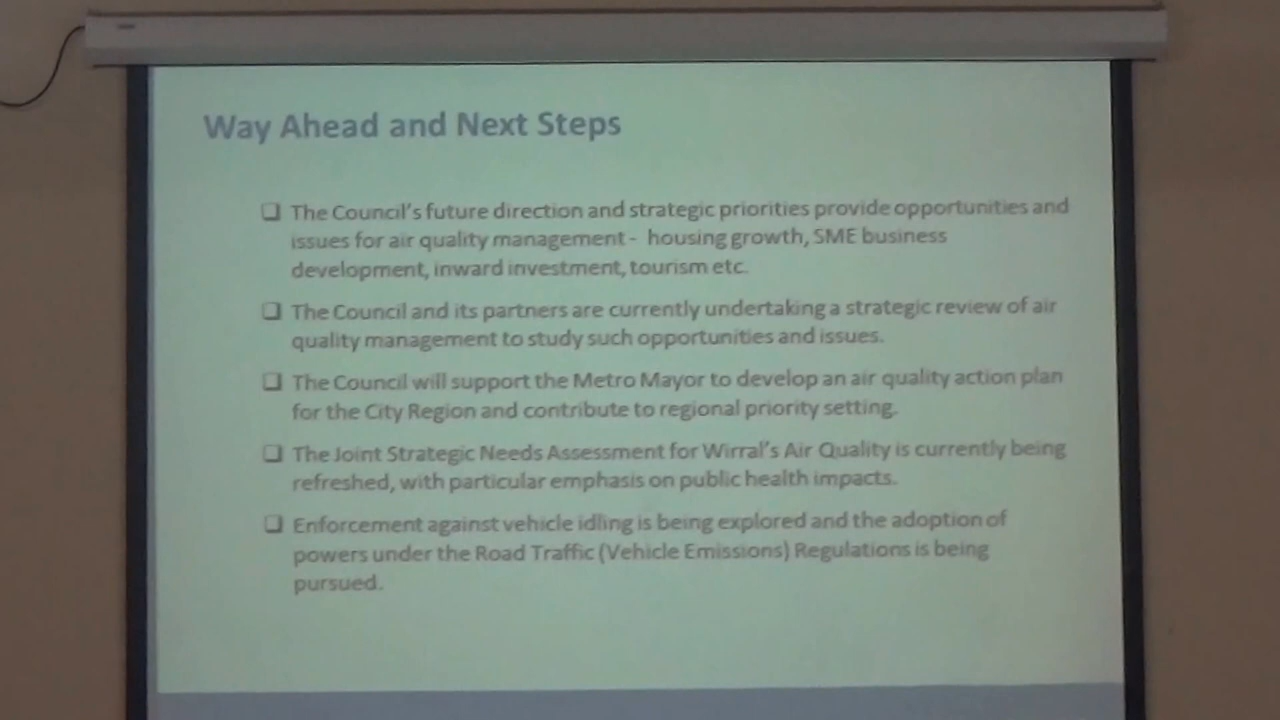 Way Ahead and Next Steps
❑ The Council's future direction and strategic priorities provide opportunities and
issues for air quality management - housing growth, SME business
development, inward investment, tourism etc.
❑ The Council and its partners are currently undertaking a strategic review of air
quality management to study such opportunities and issues.
❑ The Council will support the Metro Mayor to develop an air quality action plan
for the City Region and contribute to regional priority setting.
❑ The Joint Strategic Needs Assessment for Wirral's Air Quality is currently being
refreshed, with particular emphasis on public health impacts.
❑ Enforcement against vehicle idling is being explored and the adoption of
powers under the Road Traffic (Vehicle Emissions) Regulations is being
pursued.